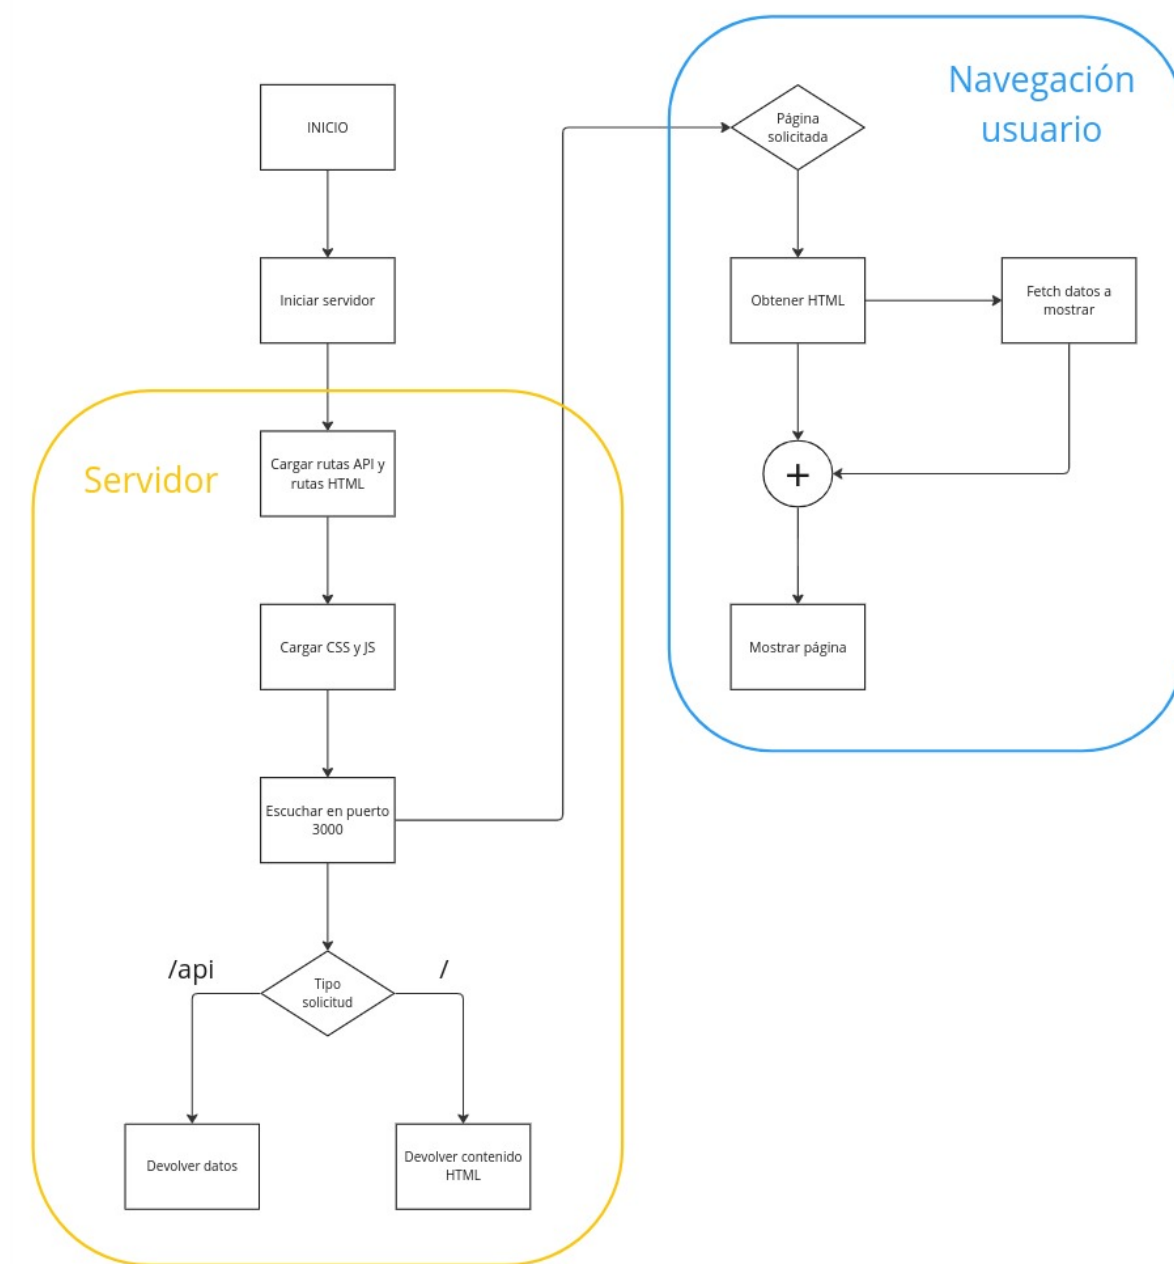 INICIO
Iniciar servidor
Servidor
Cargar rutas API y
rutas HTML
Cargar CSS y JS
Escuchar en puerto
3000
/api
/
Tipo
solicitud
Devolver datos
Devolver contenido
HTML
Navegación
usuario
Página
solicitada
Obtener HTML
Fetch datos a
mostrar
+
Mostrar página